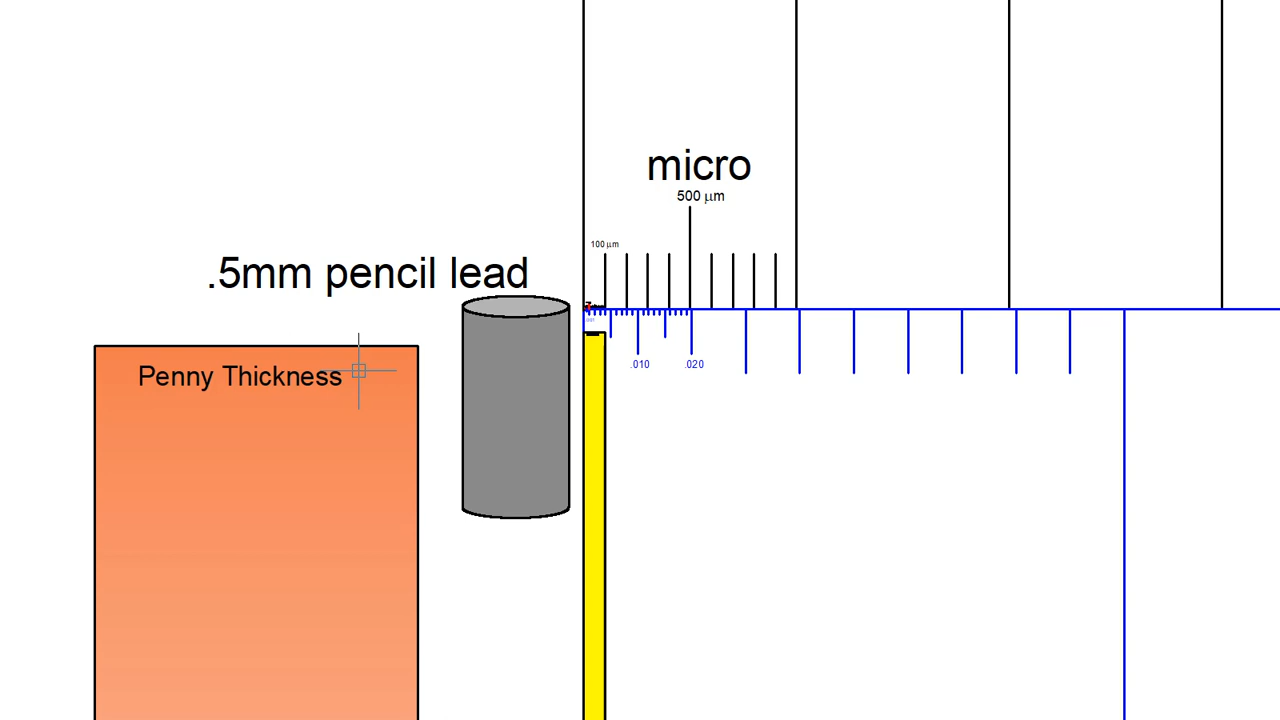 micro
500 μm
100 μm
.5mm pencil lead
.010
.020
Penny Thickness